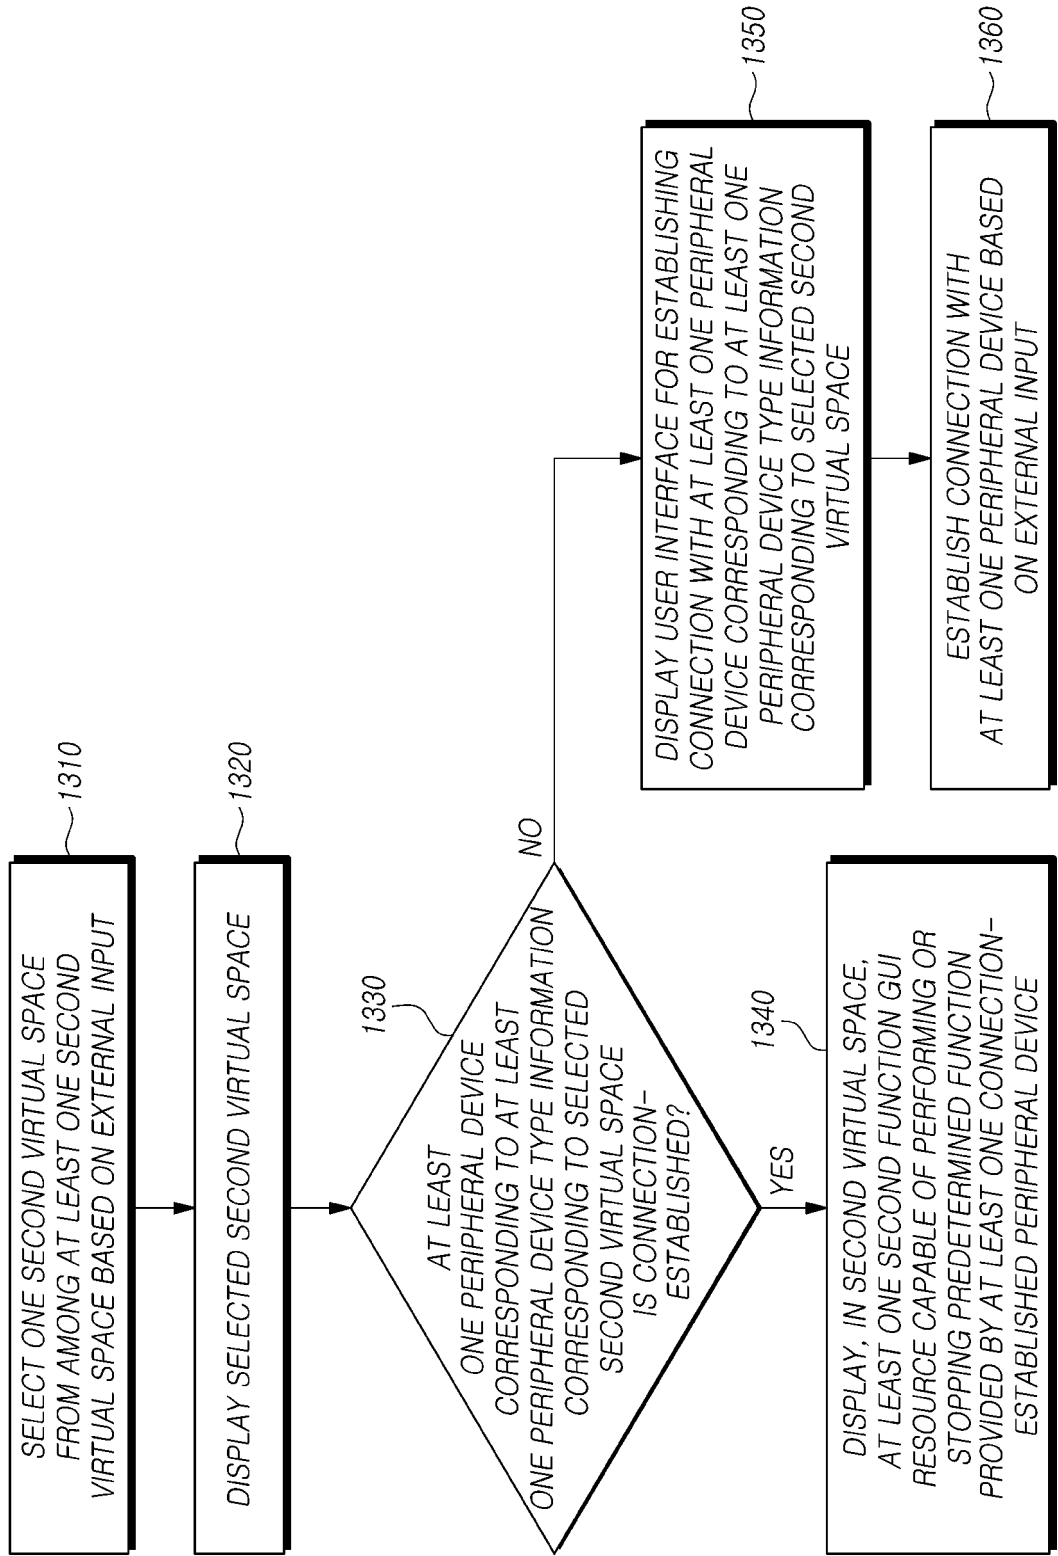 SELECT ONE SECOND VIRTUAL SPACE
FROM AMONG AT LEAST ONE SECOND
VIRTUAL SPACE BASED ON EXTERNAL INPUT
1310
DISPLAY SELECTED SECOND VIRTUAL SPACE
1320
1330
AT LEAST
ONE PERIPHERAL DEVICE
CORRESPONDING TO AT LEAST
ONE PERIPHERAL DEVICE TYPE INFORMATION
CORRESPONDING TO SELECTED
SECOND VIRTUAL SPACE
IS CONNECTION-
ESTABLISHED?
NO
YES
1340
DISPLAY, IN SECOND VIRTUAL SPACE,
AT LEAST ONE SECOND FUNCTION GUI
RESOURCE CAPABLE OF PERFORMING OR
STOPPING PREDETERMINED FUNCTION
PROVIDED BY AT LEAST ONE CONNECTION-
ESTABLISHED PERIPHERAL DEVICE
DISPLAY USER INTERFACE FOR ESTABLISHING
CONNECTION WITH AT LEAST ONE PERIPHERAL
DEVICE CORRESPONDING TO AT LEAST ONE
PERIPHERAL DEVICE TYPE INFORMATION
CORRESPONDING TO SELECTED SECOND
VIRTUAL SPACE
1350
ESTABLISH CONNECTION WITH
AT LEAST ONE PERIPHERAL DEVICE BASED
ON EXTERNAL INPUT
1360